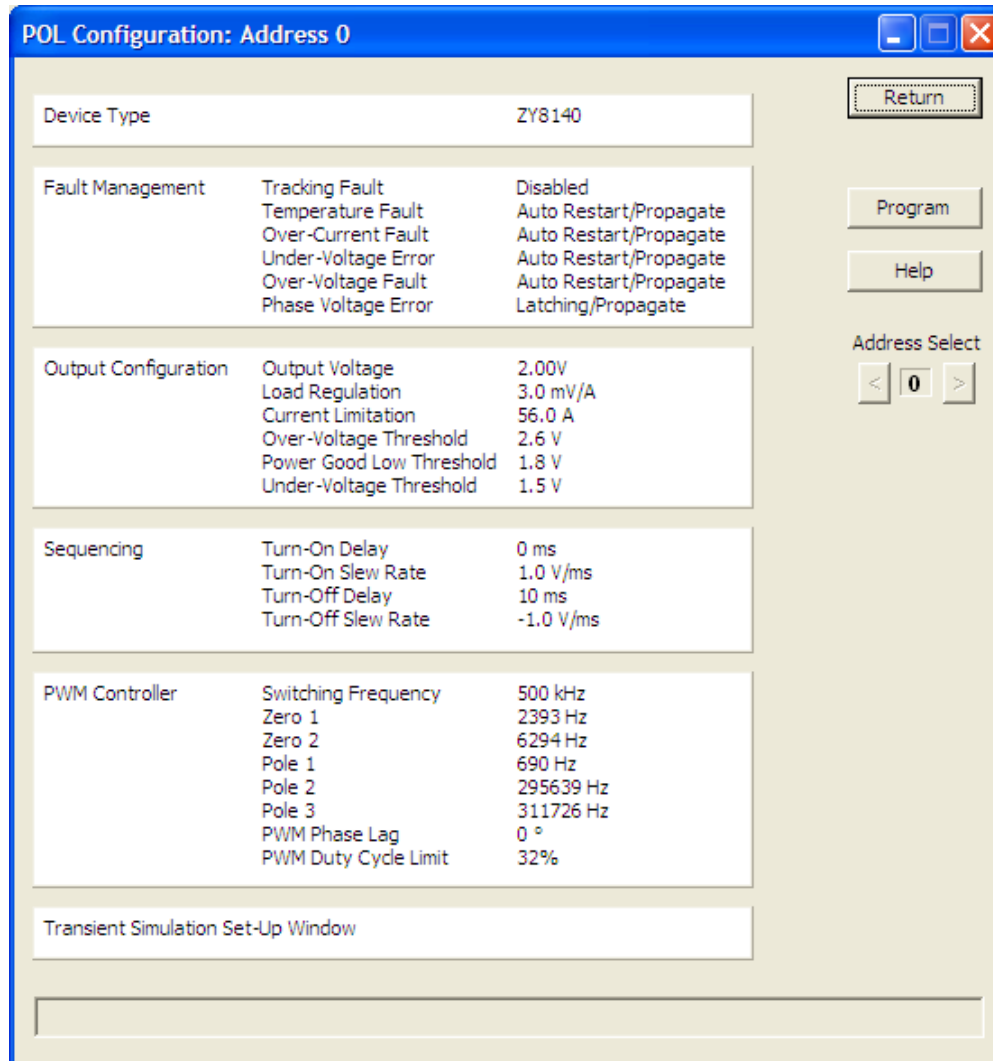 POL Configuration: Address 0
Return
Device Type ZY8140
Fault Management Tracking Fault Disabled
Temperature Fault Auto Restart/Propagate
Over-Current Fault Auto Restart/Propagate
Under-Voltage Error Auto Restart/Propagate
Over-Voltage Fault Auto Restart/Propagate
Phase Voltage Error Latching/Propagate
Program
Help
Address Select
< 0 >
Output Configuration Output Voltage 2.00V
Load Regulation 3.0 mV/A
Current Limitation 56.0 A
Over-Voltage Threshold 2.6 V
Power Good Low Threshold 1.8 V
Under-Voltage Threshold 1.5 V
Sequencing Turn-On Delay 0 ms
Turn-On Slew Rate 1.0 V/ms
Turn-Off Delay 10 ms
Turn-Off Slew Rate -1.0 V/ms
PWM Controller Switching Frequency 500 kHz
Zero 1 2393 Hz
Zero 2 6294 Hz
Pole 1 690 Hz
Pole 2 295639 Hz
Pole 3 311726 Hz
PWM Phase Lag 0 °
PWM Duty Cycle Limit 32%
Transient Simulation Set-Up Window